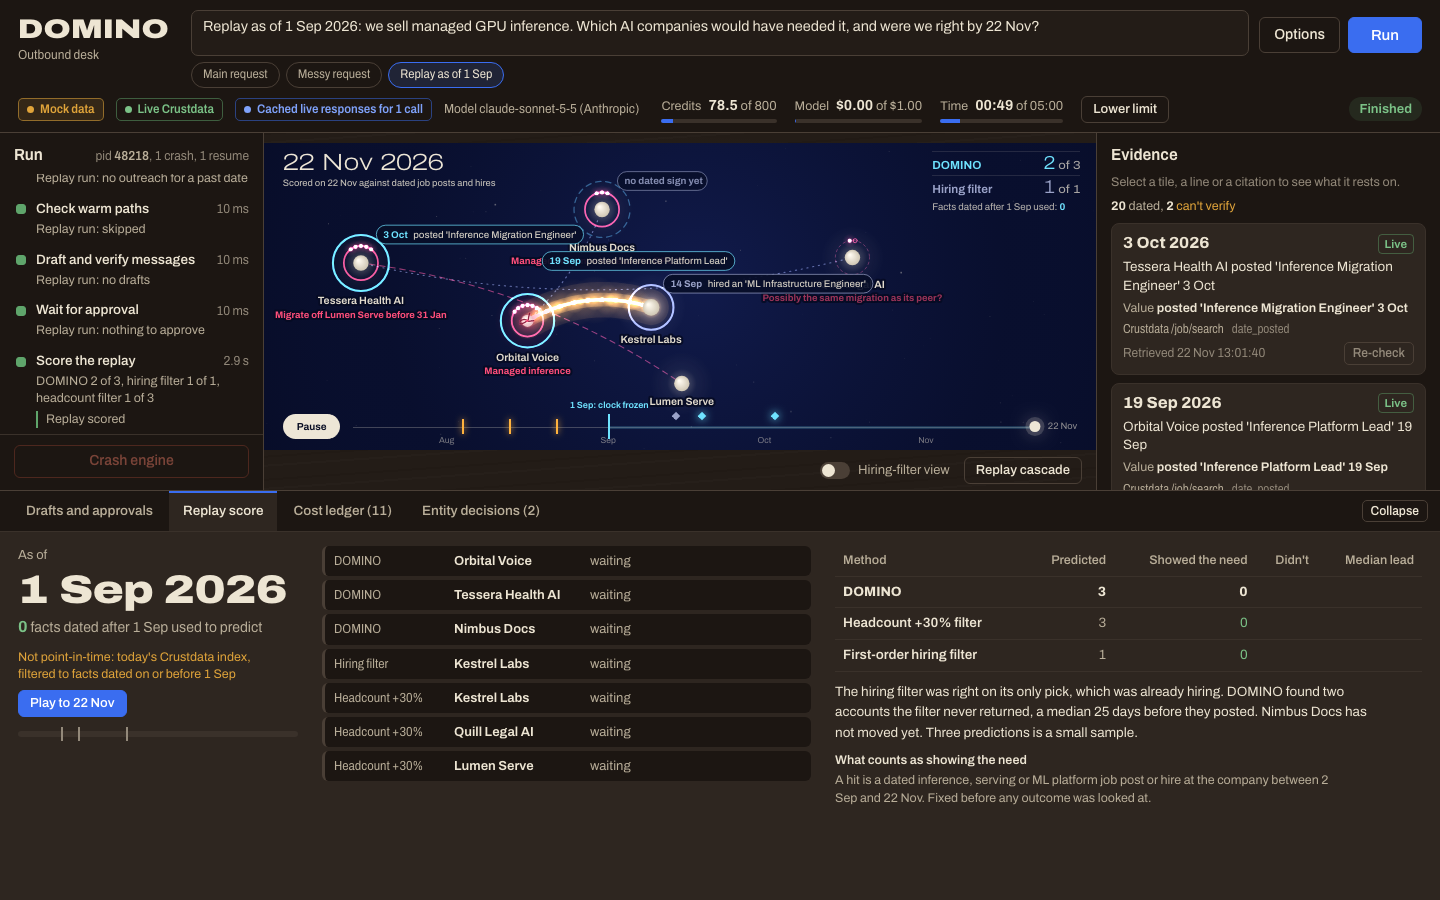 DOMINO
Outbound desk
Replay as of 1 Sep 2026: we sell managed GPU inference. Which AI companies would have needed it, and were we right by 22 Nov?
Options
Run
Main request
Messy request
Replay as of 1 Sep
Mock data
Live Crustdata
Cached live responses for 1 call
Model claude-sonnet-5-5 (Anthropic)
Credits 78.5 of 800
Model $0.00 of $1.00
Time 00:49 of 05:00
Lower limit
Finished
Run
pid 48218, 1 crash, 1 resume
Replay run: no outreach for a past date
Check warm paths 10 ms
Replay run: skipped
Draft and verify messages 10 ms
Replay run: no drafts
Wait for approval 10 ms
Replay run: nothing to approve
Score the replay 2.9 s
DOMINO 2 of 3, hiring filter 1 of 1,
headcount filter 1 of 3
Replay scored
Crash engine
22 Nov 2026
Scored on 22 Nov against dated job posts and hires
DOMINO 2 of 3
Hiring filter 1 of 1
Facts dated after 1 Sep used: 0
no dated sign yet
3 Oct posted 'Inference Migration Engineer'
Nimbus Docs
Manag
19 Sep posted 'Inference Platform Lead'
14 Sep hired an 'ML Infrastructure Engineer'
AI
Possibly the same migration as its peer?
Tessera Health AI
Migrate off Lumen Serve before 31 Jan
Kestrel Labs
Orbital Voice
Managed inference
Lumen Serve
1 Sep: clock frozen
Pause
Aug
Sep
Oct
Nov
22 Nov
Hiring-filter view
Replay cascade
Evidence
Select a tile, a line or a citation to see what it rests on.
20 dated, 2 can't verify
3 Oct 2026
Live
Tessera Health AI posted 'Inference Migration
Engineer' 3 Oct
Value posted 'Inference Migration Engineer' 3 Oct
Crustdata /job/search date_posted
Retrieved 22 Nov 13:01:40
Re-check
19 Sep 2026
Live
Orbital Voice posted 'Inference Platform Lead' 19
Sep
Value posted 'Inference Platform Lead' 19 Sep
Crustdata /job/search date_posted
Drafts and approvals
Replay score
Cost ledger (11)
Entity decisions (2)
Collapse
As of
1 Sep 2026
0 facts dated after 1 Sep used to predict
Not point-in-time: today's Crustdata index,
filtered to facts dated on or before 1 Sep
Play to 22 Nov
DOMINO Orbital Voice waiting
DOMINO Tessera Health AI waiting
DOMINO Nimbus Docs waiting
Hiring filter Kestrel Labs waiting
Headcount +30% Kestrel Labs waiting
Headcount +30% Quill Legal AI waiting
Headcount +30% Lumen Serve waiting
Method Predicted Showed the need Didn't Median lead
DOMINO 3 0
Headcount +30% filter 3 0
First-order hiring filter 1 0
The hiring filter was right on its only pick, which was already hiring. DOMINO found two
accounts the filter never returned, a median 25 days before they posted. Nimbus Docs has
not moved yet. Three predictions is a small sample.
What counts as showing the need
A hit is a dated inference, serving or ML platform job post or hire at the company between 2
Sep and 22 Nov. Fixed before any outcome was looked at.